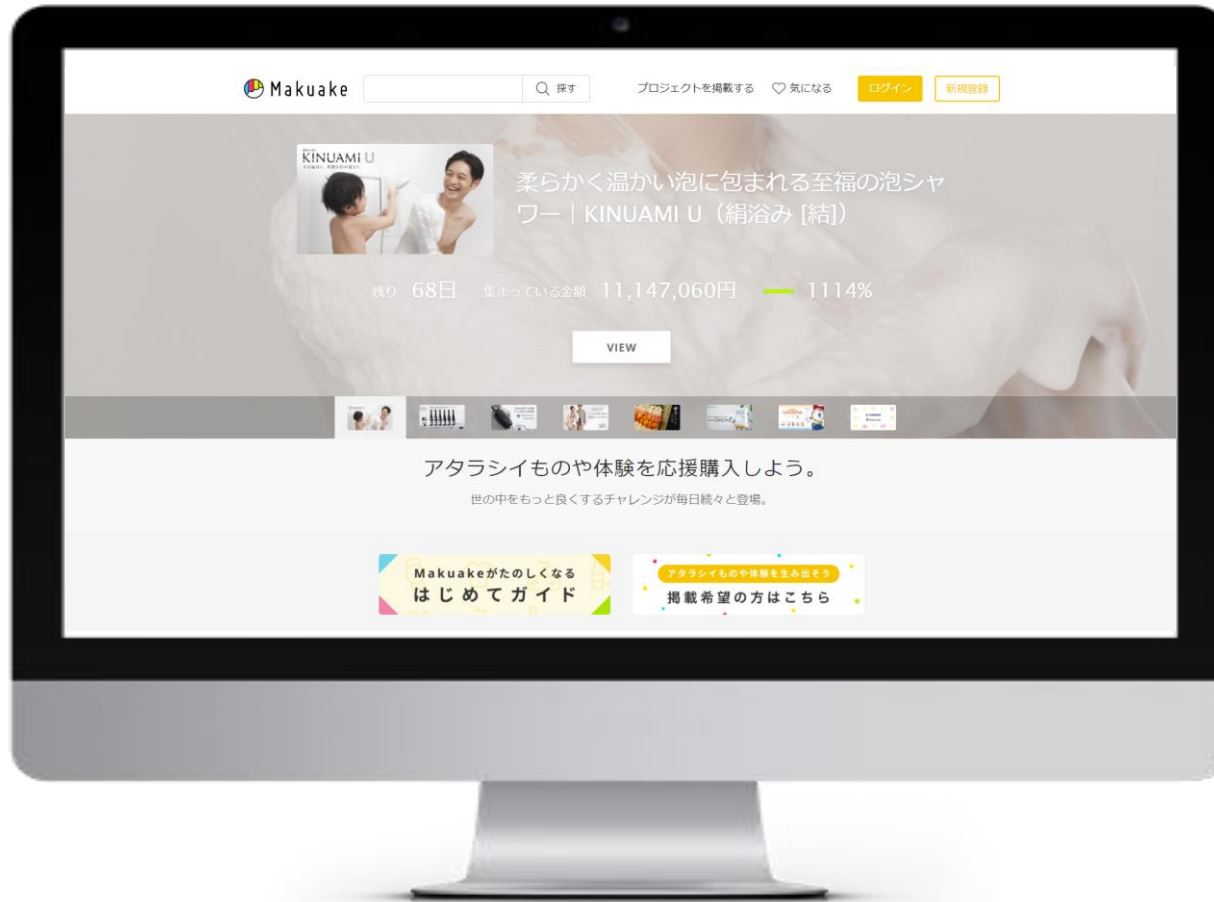 Makuake
探す
プロジェクトを掲載する
気になる
ログイン
新規登録
KINUAMI U
柔らかく温かい泡に包まれる至福の泡シャ
ワー｜KINUAMI U（絹浴み [結]）
残り 68日 集まっている金額 11,147,060円 1114%
VIEW
アタラシイものや体験を応援購入しよう。
世の中をもっと良くするチャレンジが毎日続々と登場。
Makuakeがたのしくなる
はじめてガイド
アタラシイものや体験を生み出そう
掲載希望の方はこちら